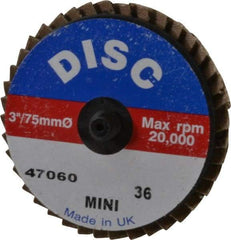 DISC
3"/75mmØ Max rpm
20,000
47060
36
MINI
Made in UK